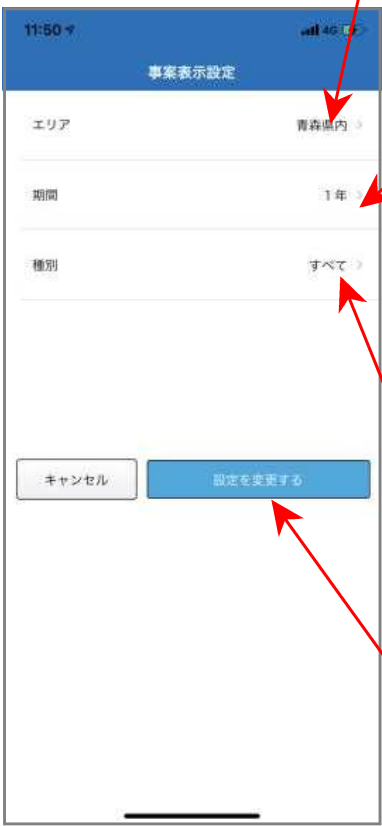 11:50
4G
事案表示設定
エリア 青森県内 >
期間 1年 >
種別 すべて >
キャンセル 設定を変更する